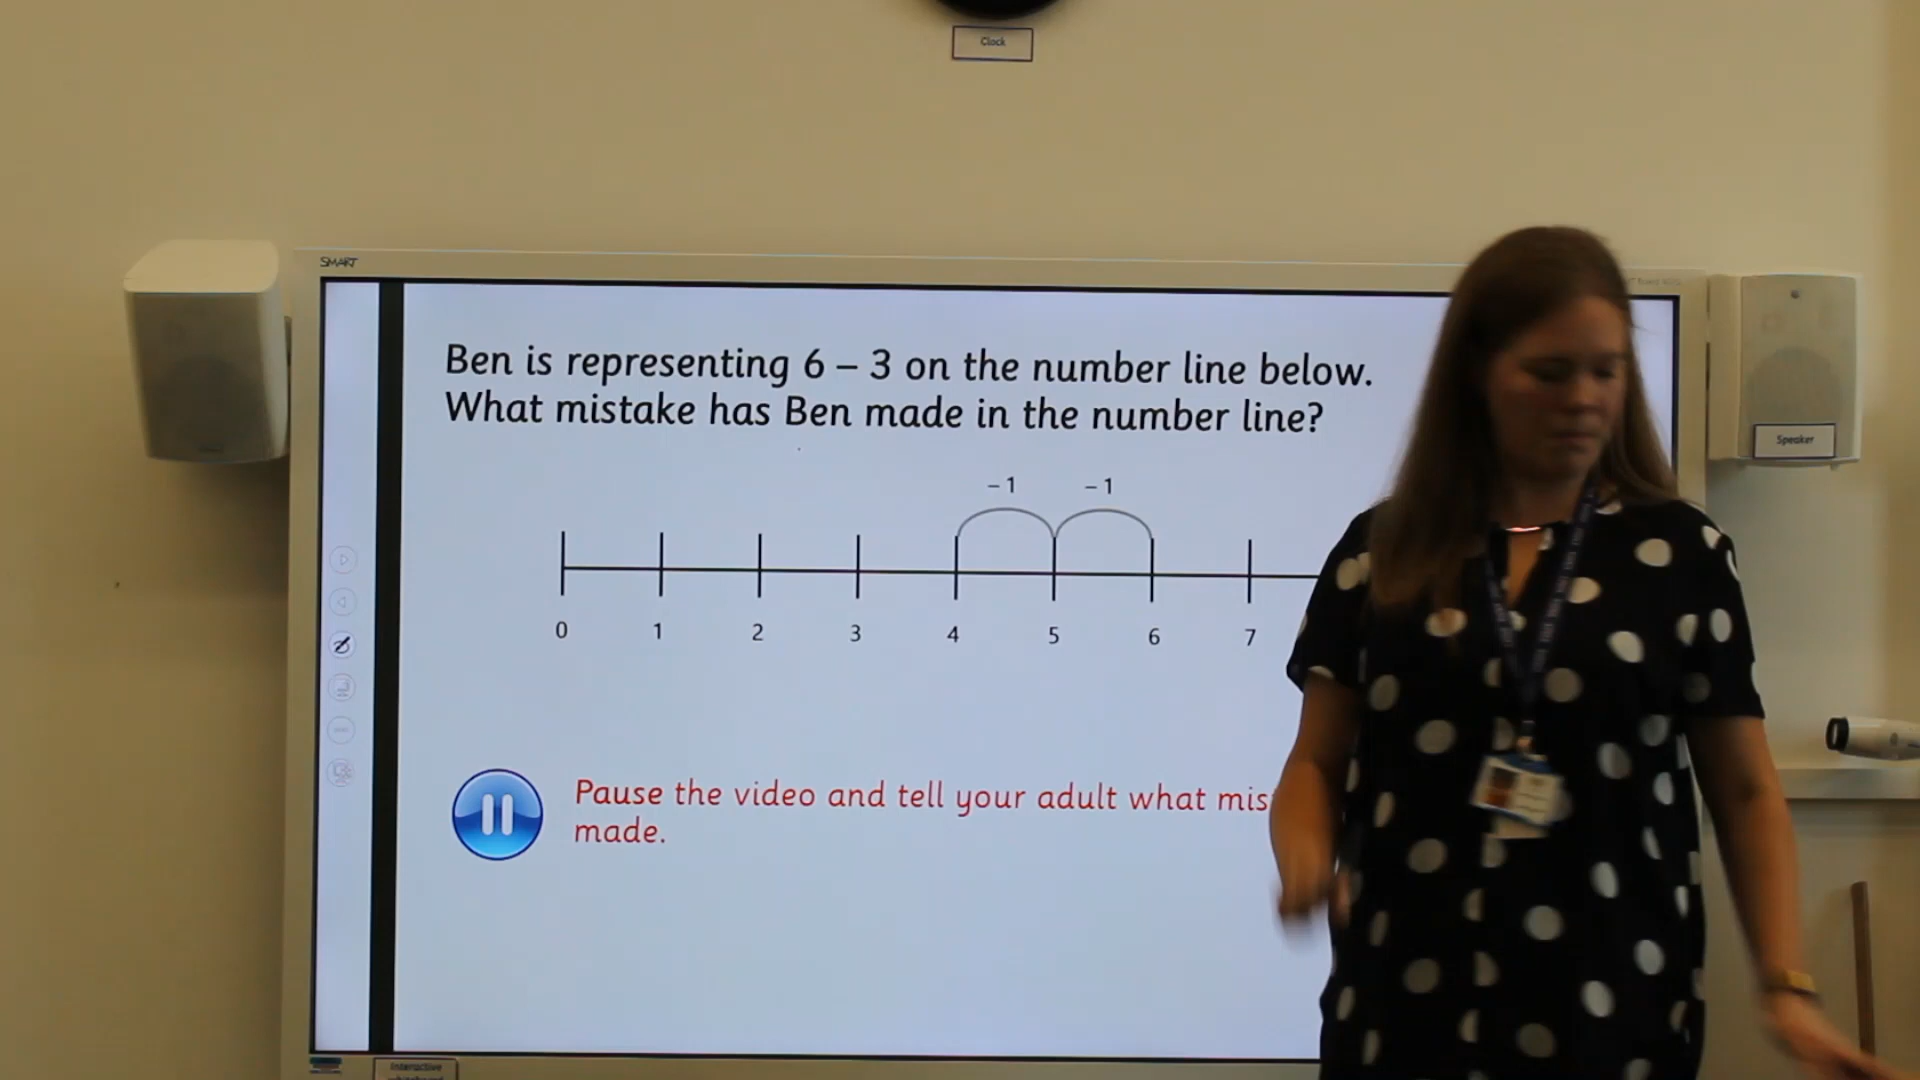 Clock
SMART
Ben is representing 6 – 3 on the number line below.
What mistake has Ben made in the number line?
– 1 – 1
0 1 2 3 4 5 6 7
Speaker
Pause the video and tell your adult what
made.
Interactive